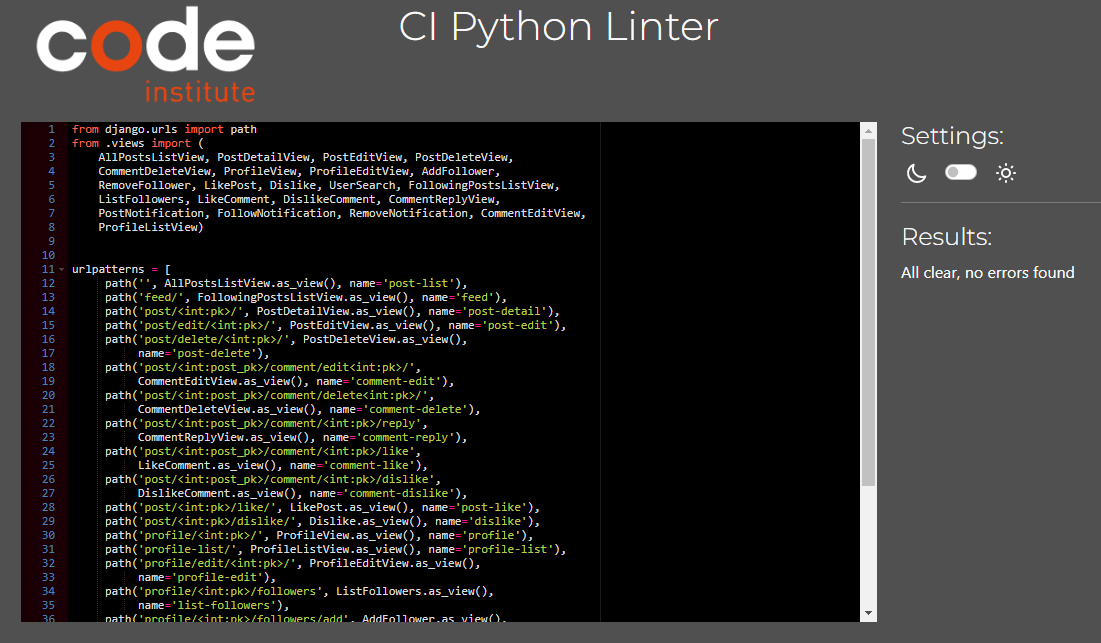 code
institute
CI Python Linter
1 from django.urls import path
2 from .views import (
3 AllPostsListView, PostDetailView, PostEditView, PostDeleteView,
4 CommentDeleteView, ProfileView, ProfileEditView, AddFollower,
5 RemoveFollower, LikePost, Dislike, UserSearch, FollowingPostsListView,
6 ListFollowers, LikeComment, DislikeComment, CommentReplyView,
7 PostNotification, FollowNotification, RemoveNotification, CommentEditView,
8 ProfileListView)
9
10
11 urlpatterns = [
12 path('', AllPostsListView.as_view(), name='post-list'),
13 path('feed/', FollowingPostsListView.as_view(), name='feed'),
14 path('post/<int:pk>/', PostDetailView.as_view(), name='post-detail'),
15 path('post/edit/<int:pk>/', PostEditView.as_view(), name='post-edit'),
16 path('post/delete/<int:pk>/', PostDeleteView.as_view(),
17 name='post-delete'),
18 path('post/<int:post_pk>/comment/edit<int:pk>/',
19 CommentEditView.as_view(), name='comment-edit'),
20 path('post/<int:post_pk>/comment/delete<int:pk>/',
21 CommentDeleteView.as_view(), name='comment-delete'),
22 path('post/<int:post_pk>/comment/<int:pk>/reply',
23 CommentReplyView.as_view(), name='comment-reply'),
24 path('post/<int:post_pk>/comment/<int:pk>/like',
25 LikeComment.as_view(), name='comment-like'),
26 path('post/<int:post_pk>/comment/<int:pk>/dislike',
27 DislikeComment.as_view(), name='comment-dislike'),
28 path('post/<int:pk>/like/', LikePost.as_view(), name='post-like'),
29 path('post/<int:pk>/dislike/', Dislike.as_view(), name='dislike'),
30 path('profile/<int:pk>/', ProfileView.as_view(), name='profile'),
31 path('profile-list/', ProfileListView.as_view(), name='profile-list'),
32 path('profile/edit/<int:pk>/', ProfileEditView.as_view(),
33 name='profile-edit'),
34 path('profile/<int:pk>/followers', ListFollowers.as_view(),
35 name='list-followers'),
36 path('profile/<int:pk>/followers/add', AddFollower.as_view(),
Settings:
Results:
All clear, no errors found